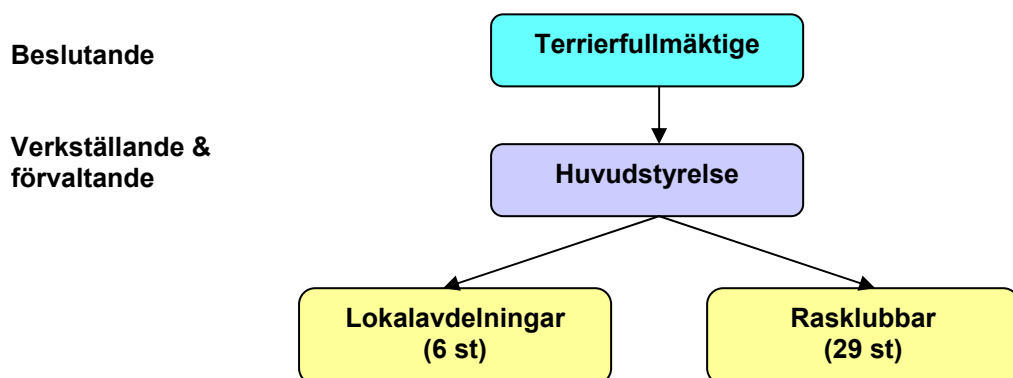 Beslutande
Terrierfullmäktige
Verkställande &
förvaltande
Huvudstyrelse
Lokalavdelningar
(6 st)
Rasklubbar
(29 st)